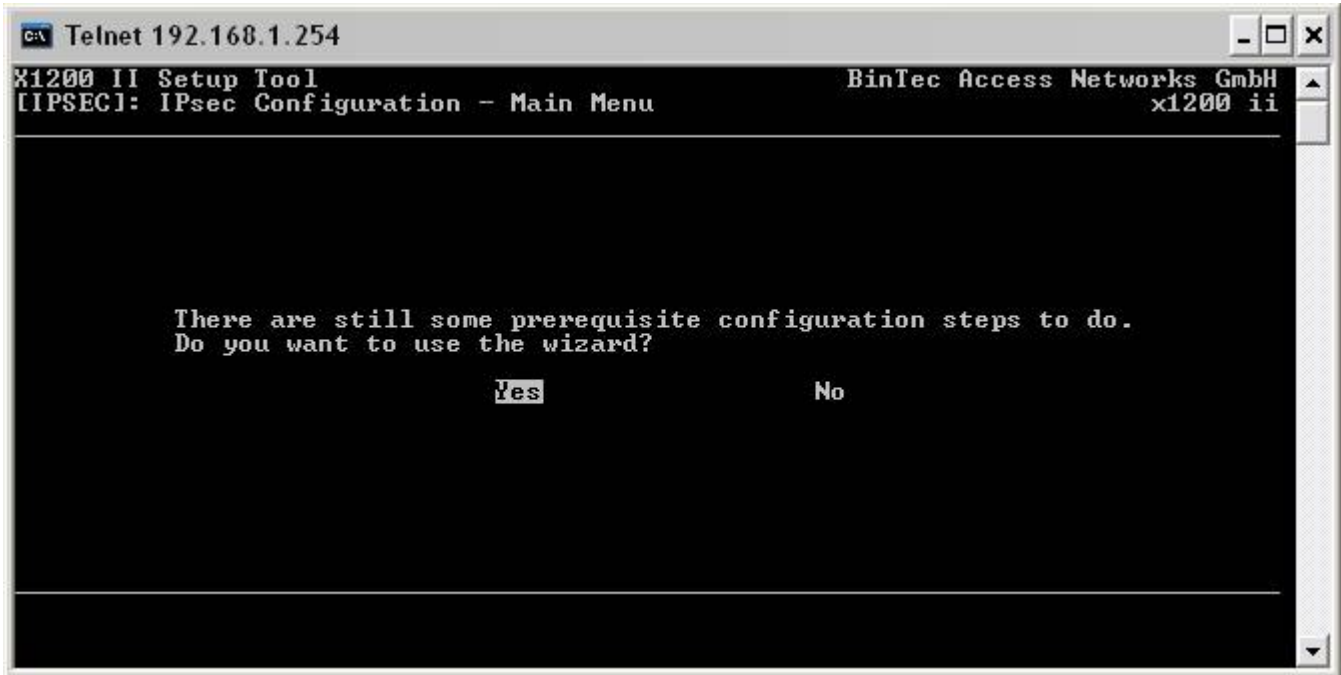 Telnet 192.168.1.254
X1200 II Setup Tool BinTec Access Networks GmbH
[IPSEC]: IPsec Configuration - Main Menu x1200 ii
There are still some prerequisite configuration steps to do.
Do you want to use the wizard?
Yes No